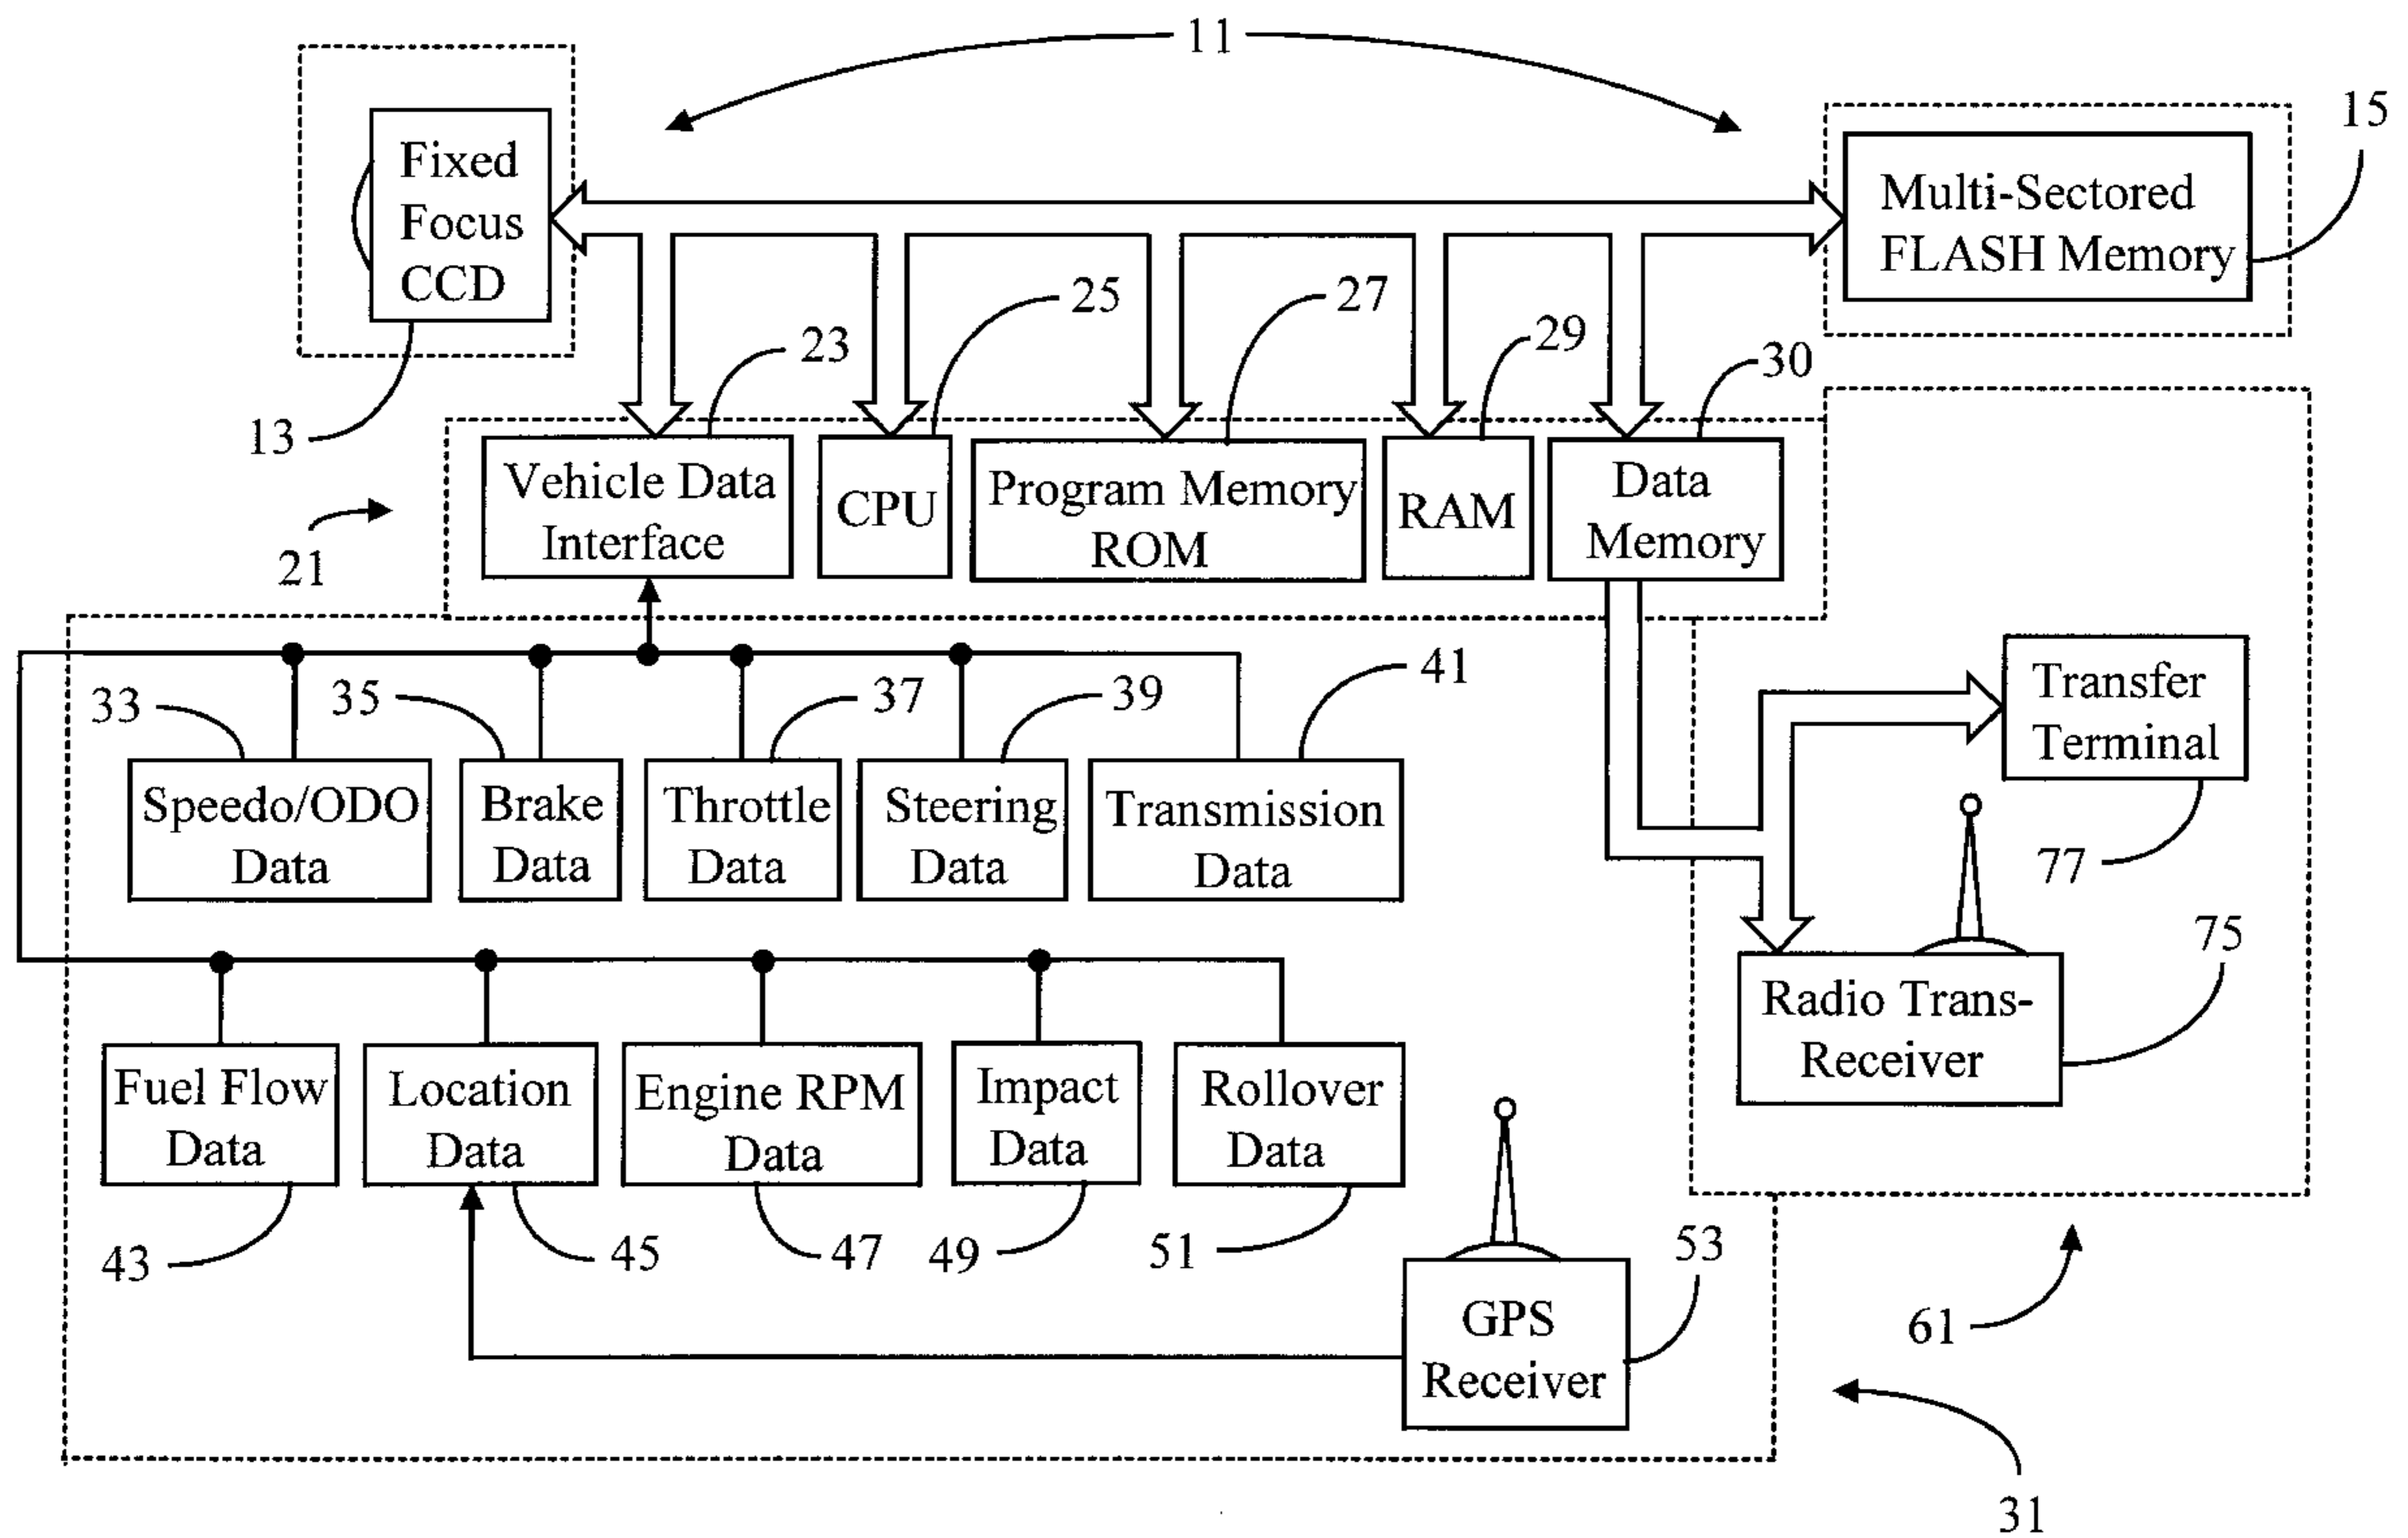 11
Fixed
Focus
CCD
Multi-Sectored
FLASH Memory
15
13
23
25
27
29
30
21
Vehicle Data
Interface
CPU
Program Memory
ROM
RAM
Data
Memory
33
35
37
39
41
Speedo/ODO
Data
Brake
Data
Throttle
Data
Steering
Data
Transmission
Data
Transfer
Terminal
77
75
Radio Trans-
Receiver
Fuel Flow
Data
Location
Data
Engine RPM
Data
Impact
Data
Rollover
Data
43
45
47
49
51
53
GPS
Receiver
61
31